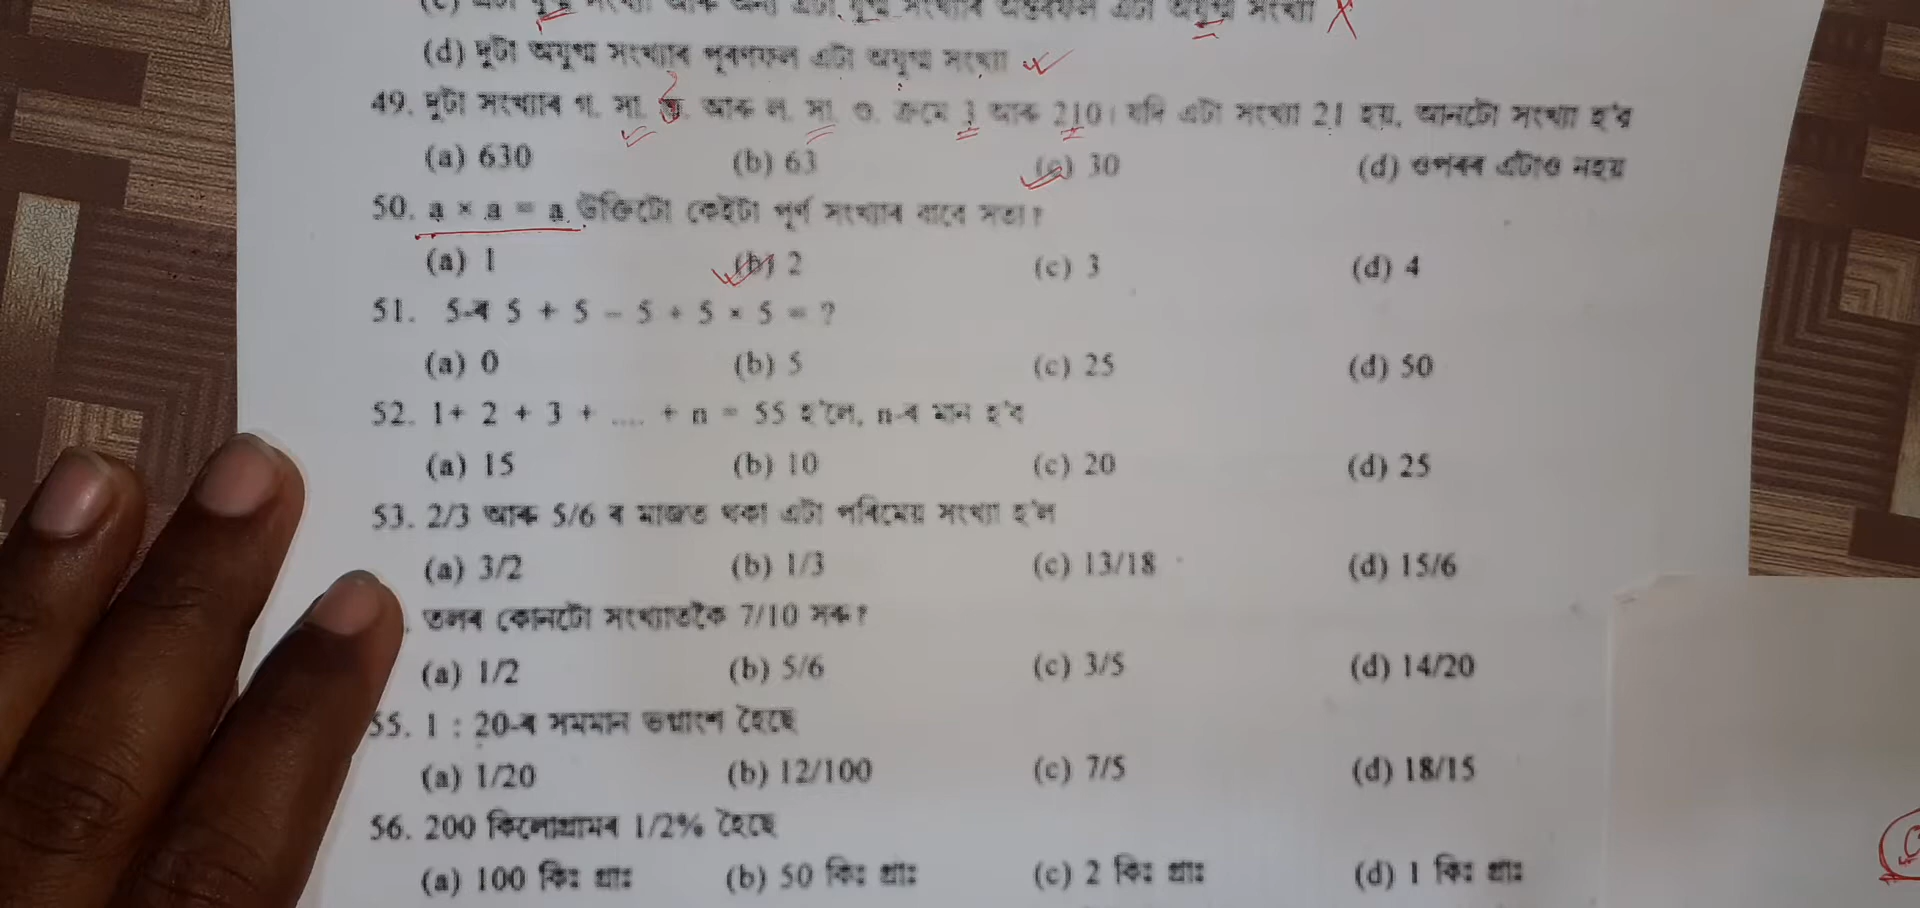 (d) দুটা অযুগ্ম সংখ্যাৰ পূৰণফল এটা অযুগ্ম সংখ্যা
49. দুটা সংখ্যাৰ গ. সা. উ. আৰু ল. সা. গু. ক্ৰমে 3 আৰু 210। যদি এটা সংখ্যা 21 হয়, আনটো সংখ্যা হ'ব
(a) 630 (b) 63 (c) 30 (d) ওপৰৰ এটাও নহয়
50. a × a = a উক্তিটো কেইটা পূৰ্ণ সংখ্যাৰ বাবে সত্য?
(a) 1 (b) 2 (c) 3 (d) 4
51. 5-ৰ 5 + 5 − 5 + 5 × 5 = ?
(a) 0 (b) 5 (c) 25 (d) 50
52. 1+ 2 + 3 + .... + n = 55 হ'লে, n-ৰ মান হ'ব
(a) 15 (b) 10 (c) 20 (d) 25
53. 2/3 আৰু 5/6 ৰ মাজত থকা এটা পৰিমেয় সংখ্যা হ'ল
(a) 3/2 (b) 1/3 (c) 13/18 (d) 15/6
. তলৰ কোনটো সংখ্যাতকৈ 7/10 সৰু?
(a) 1/2 (b) 5/6 (c) 3/5 (d) 14/20
55. 1 : 20-ৰ সমমান ভগ্নাংশ হৈছে
(a) 1/20 (b) 12/100 (c) 7/5 (d) 18/15
56. 200 কিলোগ্ৰামৰ 1/2% হৈছে
(a) 100 কিঃ গ্ৰাঃ (b) 50 কিঃ গ্ৰাঃ (c) 2 কিঃ গ্ৰাঃ (d) 1 কিঃ গ্ৰাঃ